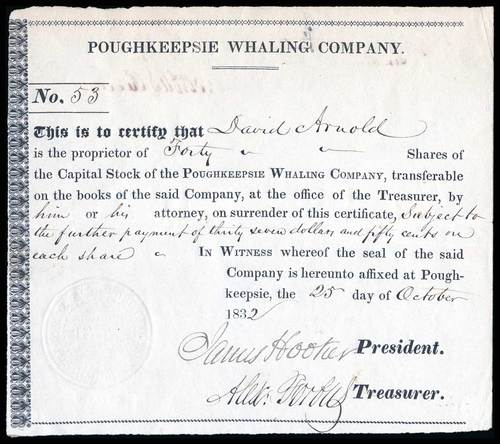 POUGHKEEPSIE WHALING COMPANY.
No. 53
This is to certify that David Arnold
is the proprietor of Forty Shares of
the Capital Stock of the POUGHKEEPSIE WHALING COMPANY, transferable
on the books of the said Company, at the office of the Treasurer, by
him or his attorney, on surrender of this certificate, Subject to
the further payment of thirty seven dollars and fifty cents on
each share
IN WITNESS whereof the seal of the said
Company is hereunto affixed at Pough-
keepsie, the 25 day of October
1832
James Hooker President.
Alexr. Forbus Treasurer.